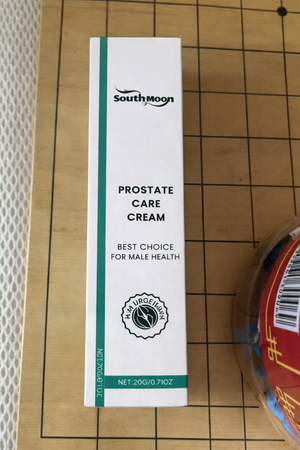 SouthMoon
PROSTATE
CARE
CREAM
BEST CHOICE
FOR MALE HEALTH
NET:20G/0.71OZ